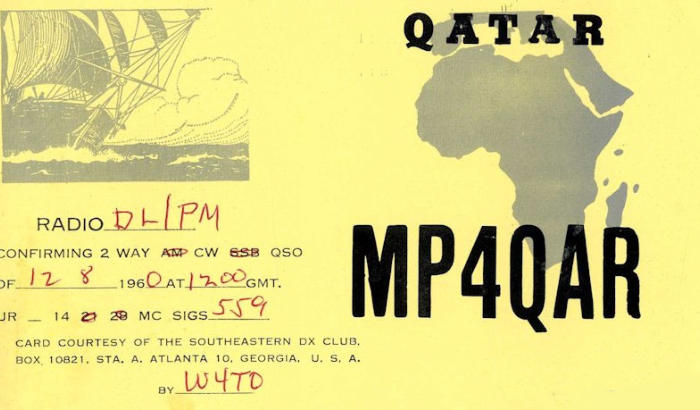 QATAR
MP4QAR
RADIO DL/PM
CONFIRMING 2 WAY AM CW SSB QSO
OF 12 8 1960 AT 1200 GMT.
UR _ 14 21 28 MC SIGS 559
CARD COURTESY OF THE SOUTHEASTERN DX CLUB,
BOX 10821, STA. A. ATLANTA 10, GEORGIA, U. S. A.
BY W4TO